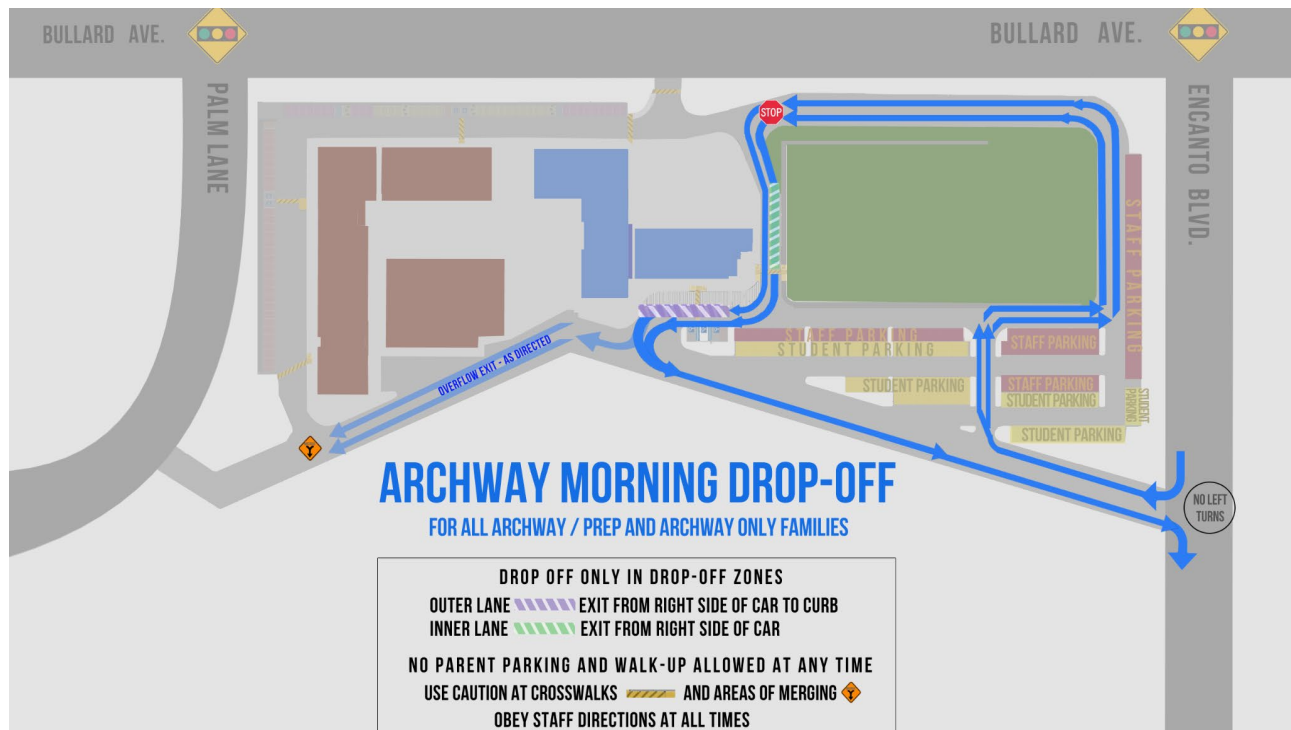 BULLARD AVE.
BULLARD AVE.
PALM LANE
ENCANTO BLVD.
STOP
STAFF PARKING
STAFF PARKING
STUDENT PARKING
STAFF PARKING
STUDENT PARKING
STAFF PARKING
STUDENT PARKING
STUDENT PARKING
STUDENT PARKING
OVERFLOW EXIT - AS DIRECTED
NO LEFT
TURNS
ARCHWAY MORNING DROP-OFF
FOR ALL ARCHWAY / PREP AND ARCHWAY ONLY FAMILIES
DROP OFF ONLY IN DROP-OFF ZONES
OUTER LANE EXIT FROM RIGHT SIDE OF CAR TO CURB
INNER LANE EXIT FROM RIGHT SIDE OF CAR
NO PARENT PARKING AND WALK-UP ALLOWED AT ANY TIME
USE CAUTION AT CROSSWALKS AND AREAS OF MERGING
OBEY STAFF DIRECTIONS AT ALL TIMES